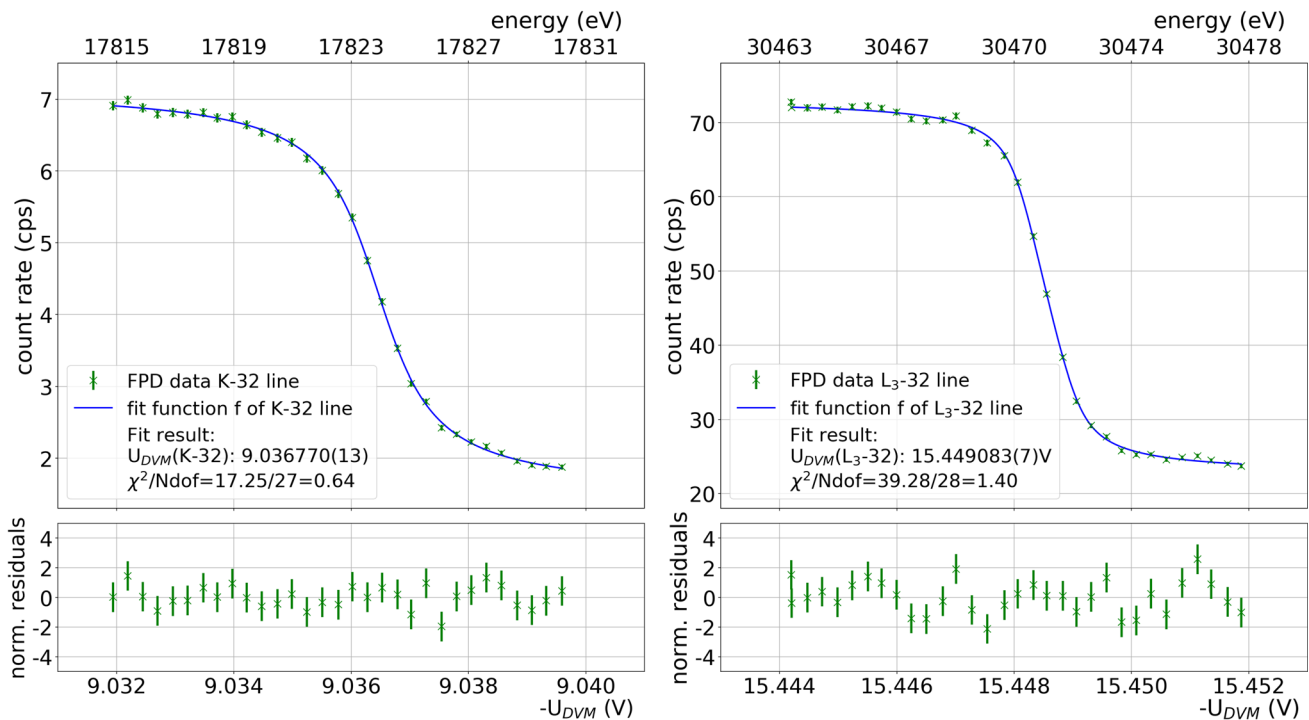 energy (eV)
17815 17819 17823 17827 17831
7
6
5
4
3
2
count rate (cps)
FPD data K-32 line
fit function f of K-32 line
Fit result:
U_DVM(K-32): 9.036770(13)
χ²/Ndof=17.25/27=0.64
4
2
0
-2
-4
norm. residuals
9.032 9.034 9.036 9.038 9.040
-U_DVM (V)
energy (eV)
30463 30467 30470 30474 30478
70
60
50
40
30
20
count rate (cps)
FPD data L₃-32 line
fit function f of L₃-32 line
Fit result:
U_DVM(L₃-32): 15.449083(7)V
χ²/Ndof=39.28/28=1.40
4
2
0
-2
-4
norm. residuals
15.444 15.446 15.448 15.450 15.452
-U_DVM (V)